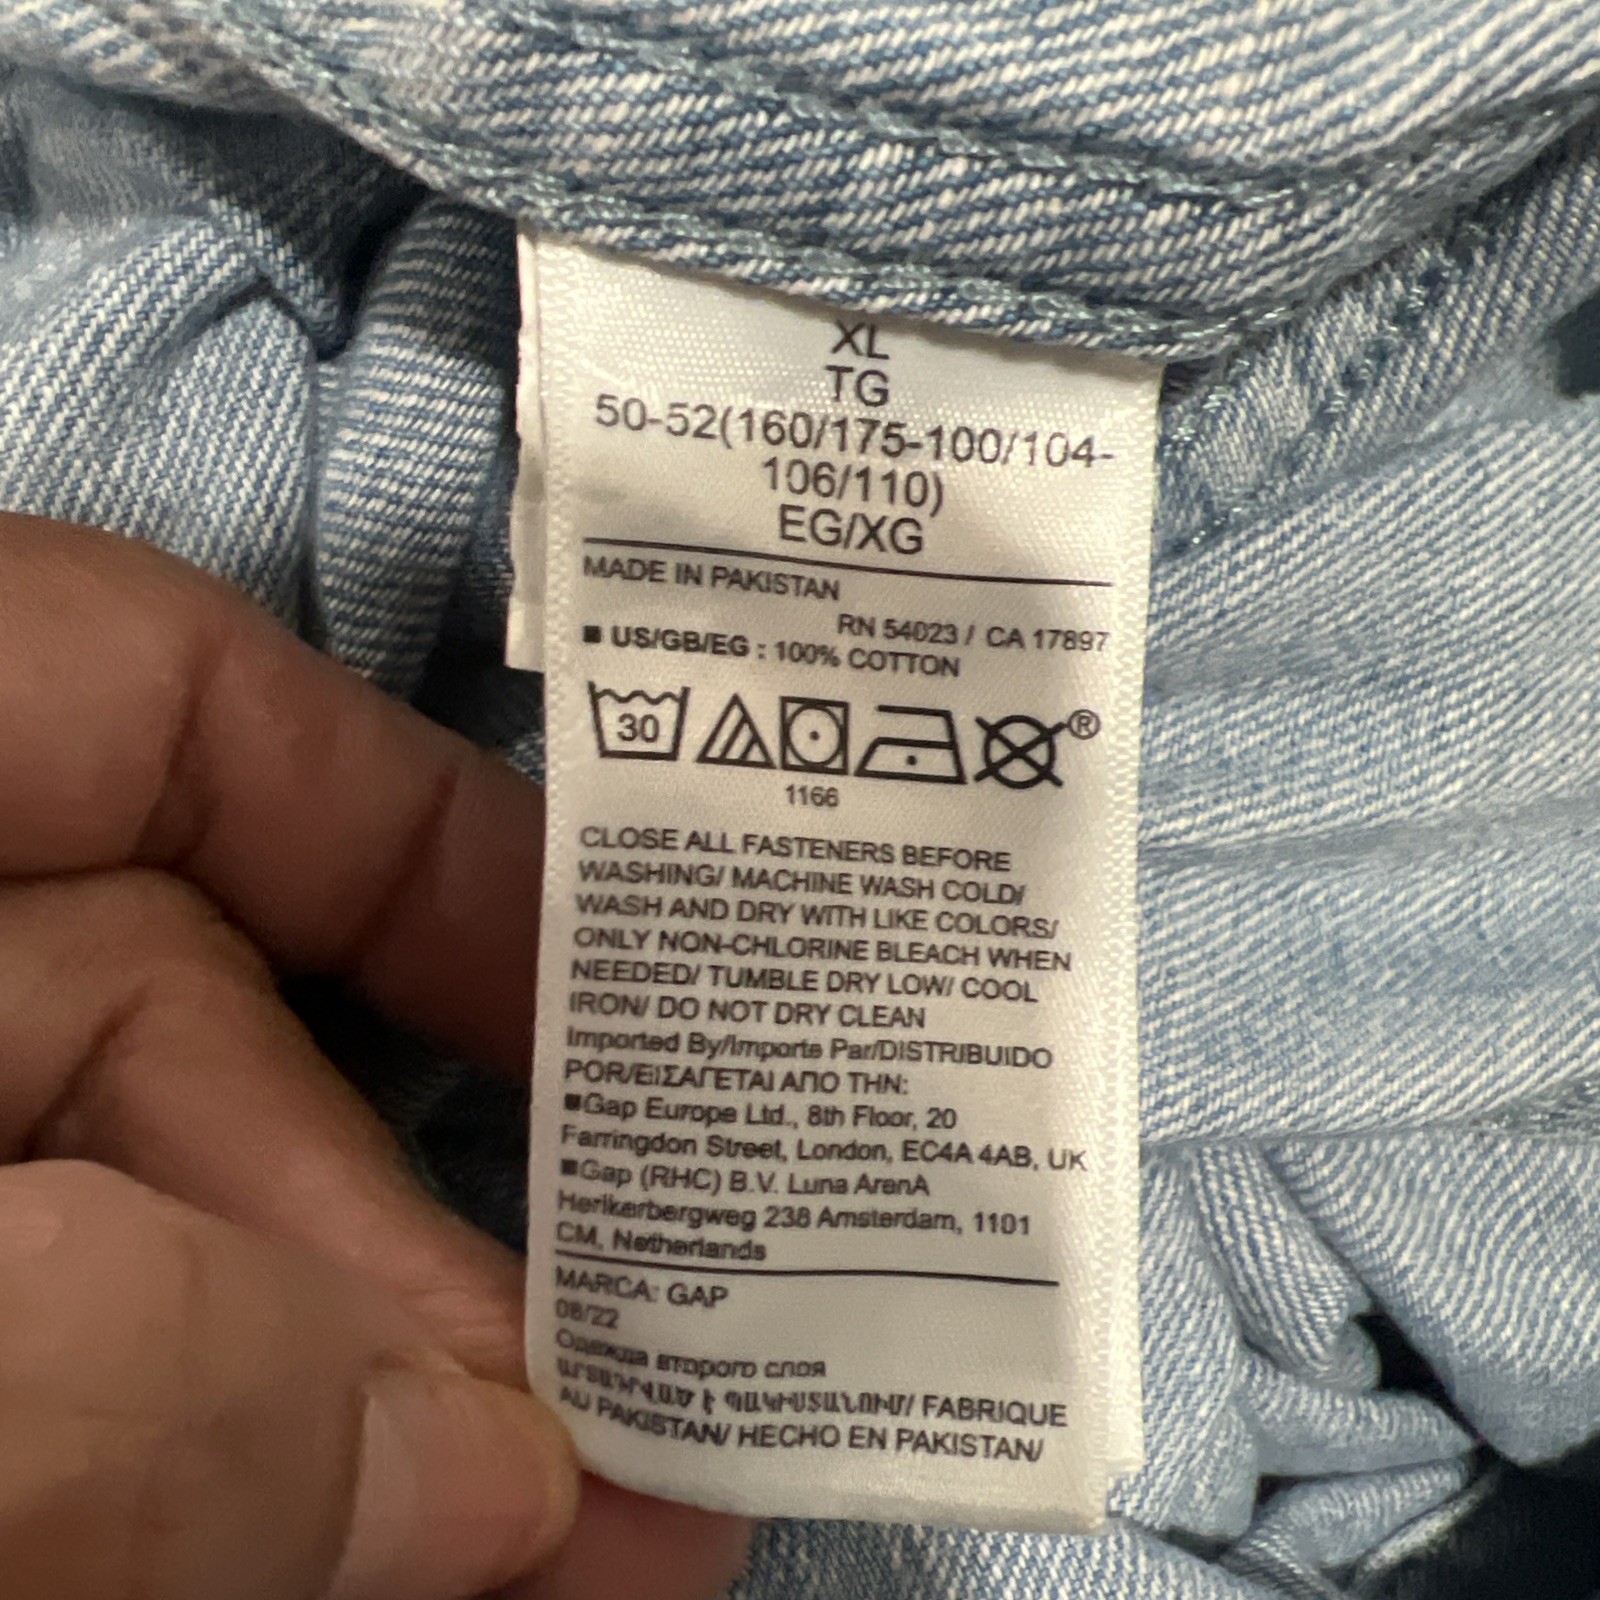 XL
TG
50-52(160/175-100/104-
106/110)
EG/XG
MADE IN PAKISTAN
RN 54023 / CA 17897
■ US/GB/EG : 100% COTTON
30
®
1166
CLOSE ALL FASTENERS BEFORE
WASHING/ MACHINE WASH COLD/
WASH AND DRY WITH LIKE COLORS/
ONLY NON-CHLORINE BLEACH WHEN
NEEDED/ TUMBLE DRY LOW/ COOL
IRON/ DO NOT DRY CLEAN
Imported By/Importe Par/DISTRIBUIDO
POR/ΕΙΣΑΓΕΤΑΙ ΑΠΟ ΤΗΝ:
■Gap Europe Ltd., 8th Floor, 20
Farringdon Street, London, EC4A 4AB, UK
■Gap (RHC) B.V. Luna ArenA
Herikerbergweg 238 Amsterdam, 1101
CM, Netherlands
MARCA: GAP
08/22
Одежда второго слоя
ԱՐՏԱԴՐՎԱԾ Է ՊԱԿԻՍՏԱՆՈՒՄ/ FABRIQUE
AU PAKISTAN/ HECHO EN PAKISTAN/